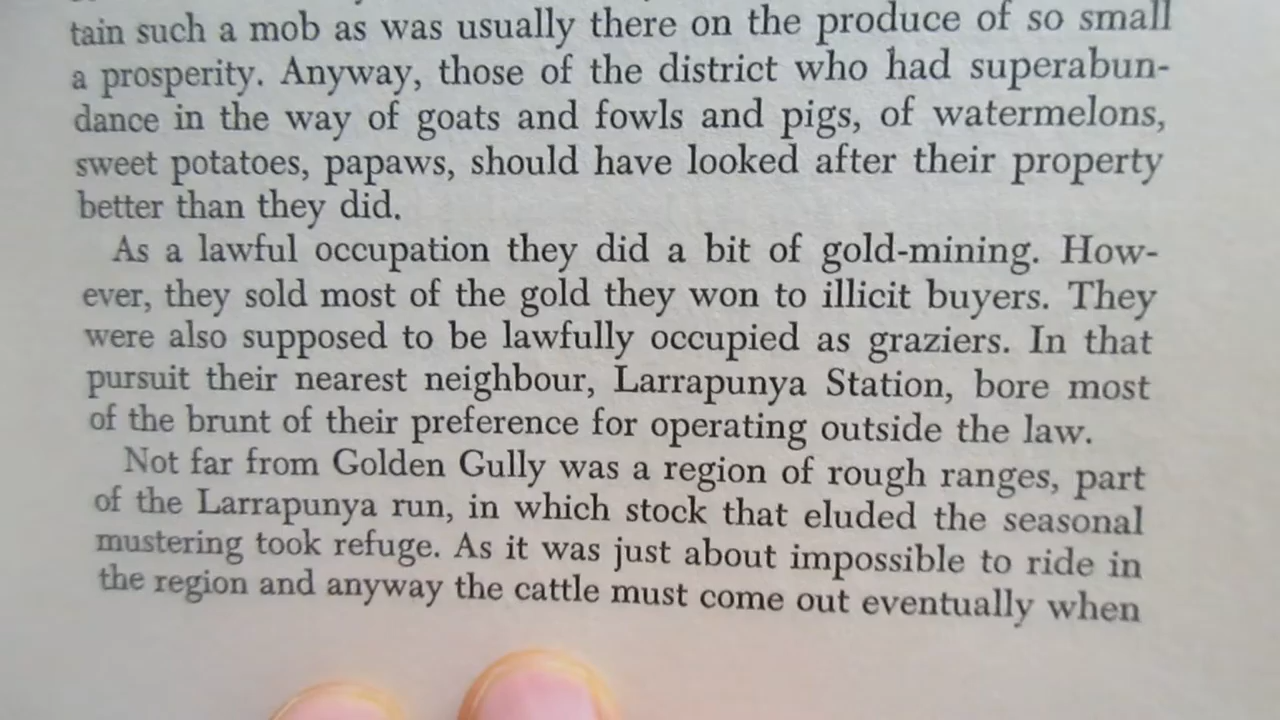 tain such a mob as was usually there on the produce of so small
a prosperity. Anyway, those of the district who had superabun-
dance in the way of goats and fowls and pigs, of watermelons,
sweet potatoes, papaws, should have looked after their property
better than they did.
As a lawful occupation they did a bit of gold-mining. How-
ever, they sold most of the gold they won to illicit buyers. They
were also supposed to be lawfully occupied as graziers. In that
pursuit their nearest neighbour, Larrapunya Station, bore most
of the brunt of their preference for operating outside the law.
Not far from Golden Gully was a region of rough ranges, part
of the Larrapunya run, in which stock that eluded the seasonal
mustering took refuge. As it was just about impossible to ride in
the region and anyway the cattle must come out eventually when